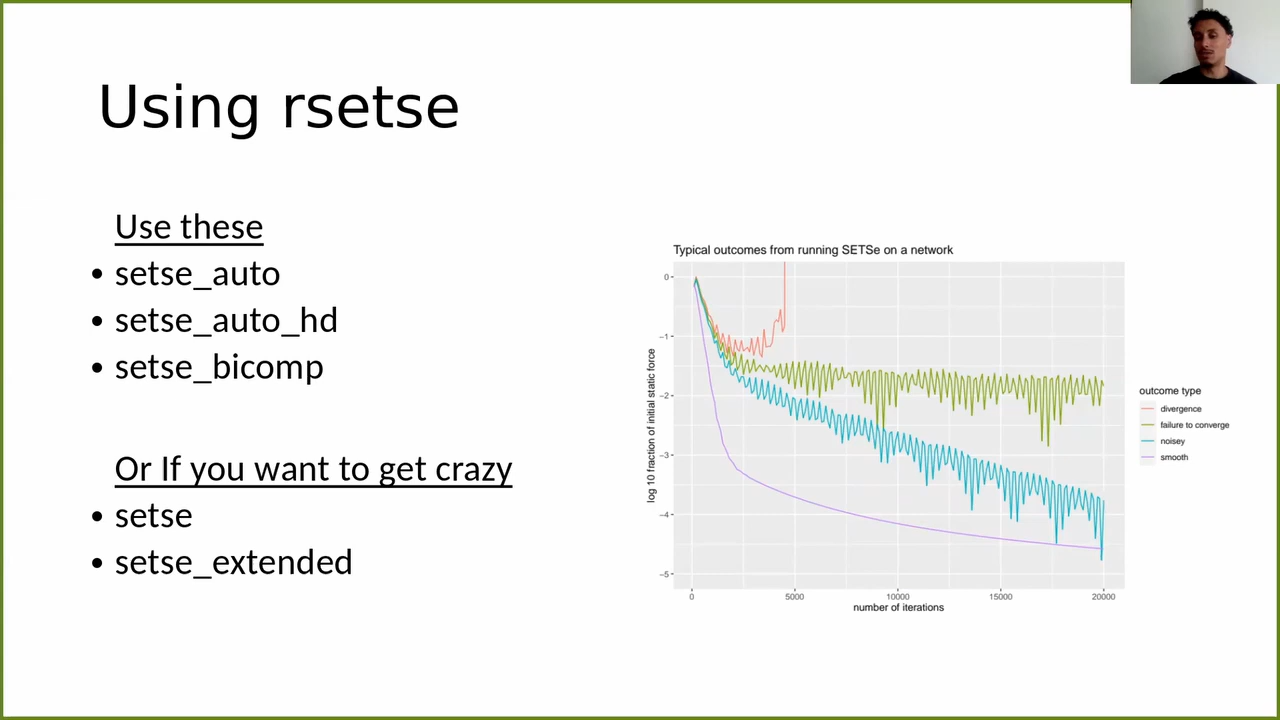 Using rsetse
Use these
• setse_auto
• setse_auto_hd
• setse_bicomp
Or If you want to get crazy
• setse
• setse_extended
Typical outcomes from running SETSe on a network
log 10 fraction of initial static force
0
−1
−2
−3
−4
−5
0 5000 10000 15000 20000
number of iterations
outcome type
divergence
failure to converge
noisey
smooth